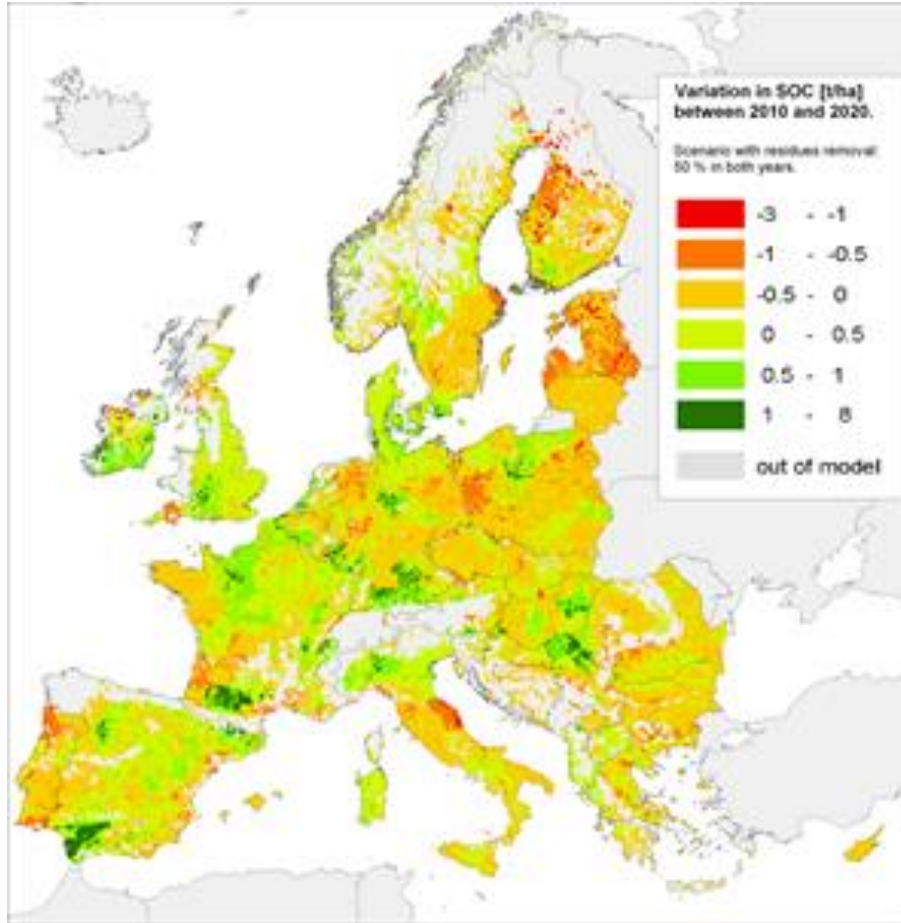 Variation in SOC [t/ha]
between 2010 and 2020.
Scenario with residues removal:
50 % in both years.
-3 - -1
-1 - -0.5
-0.5 - 0
0 - 0.5
0.5 - 1
1 - 8
out of model